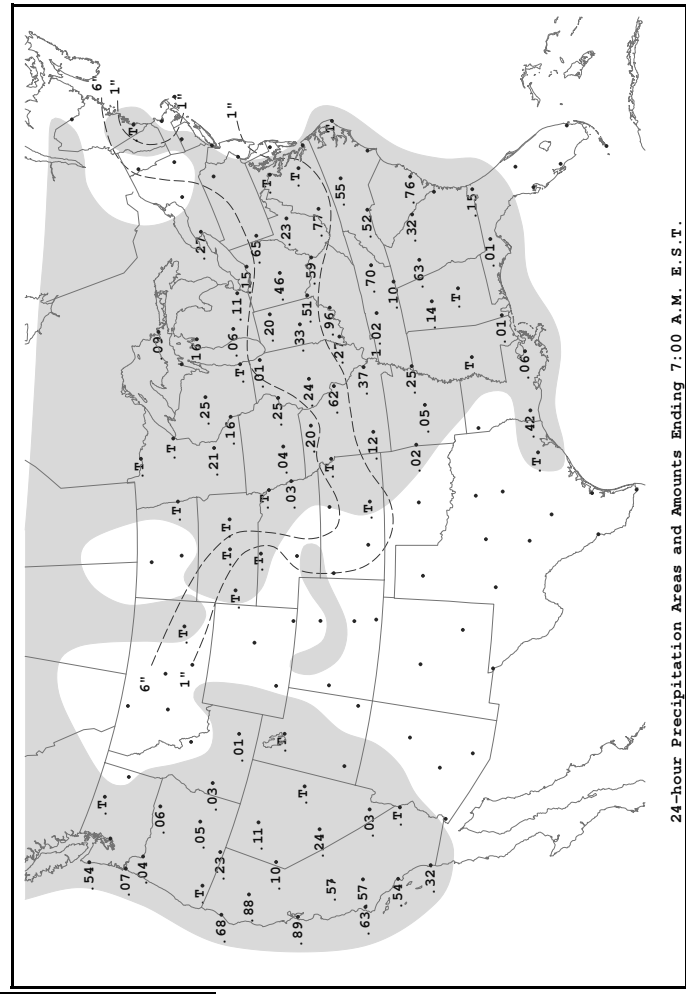 6"
1"
1"
1"
T
T
T
T
.55
.76
.15
.52
.77
.23
.32
.27
.65
.01
.59
.63
.70
.15
.46
.10
T
.11
.51
.14
.96
.20
.01
1.02
.33
.06
.09
.16
.27
T
.06
.01
T
.37
.25
.24
.62
.25
.25
.05
.42
.16
.20
.12
T
.02
.21
.04
T
T
T
.03
T
T
T
T
T
T
T
T
6"
1"
.01
T
T
T
.03
.06
T
.03
.05
.11
.24
.23
.04
.54
.10
.07
.32
.57
.57
.54
T
.88
.63
.68
.89
24-hour Precipitation Areas and Amounts Ending 7:00 A.M. E.S.T.